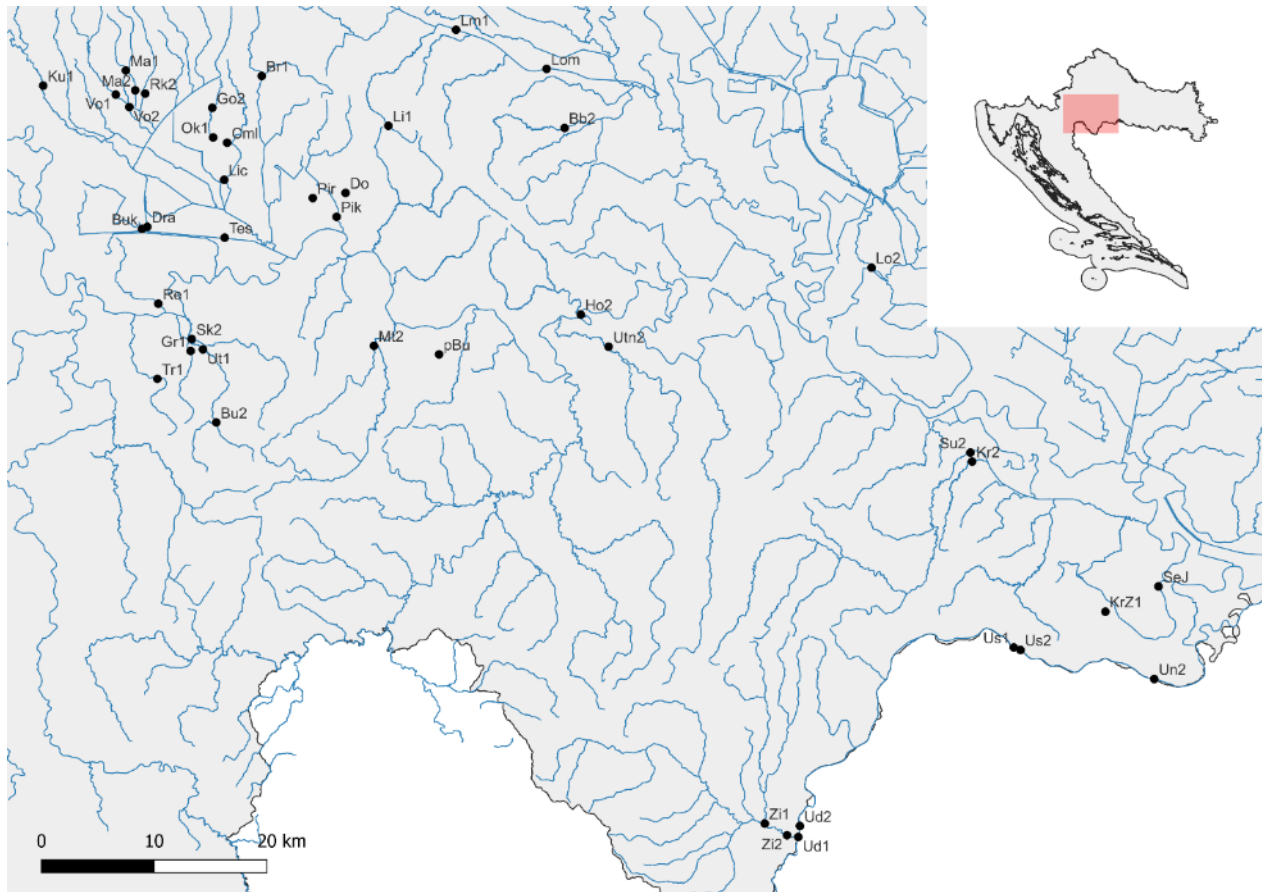 Lm1
Lom
Ma1
Ku1
Ma2
Rk2
Br1
Vo1
Vo2
Go2
Li1
Bb2
Ok1
Oml
Lic
Do
Pir
Pik
Buk
Dra
Tes
Lo2
Re1
Ho2
Sk2
Gr1
Ut1
Mt2
pBu
Utn2
Tr1
Bu2
Su2
Kr2
SeJ
KrZ1
Us1
Us2
Un2
Zi1
Ud2
Zi2
Ud1
0 10 20 km